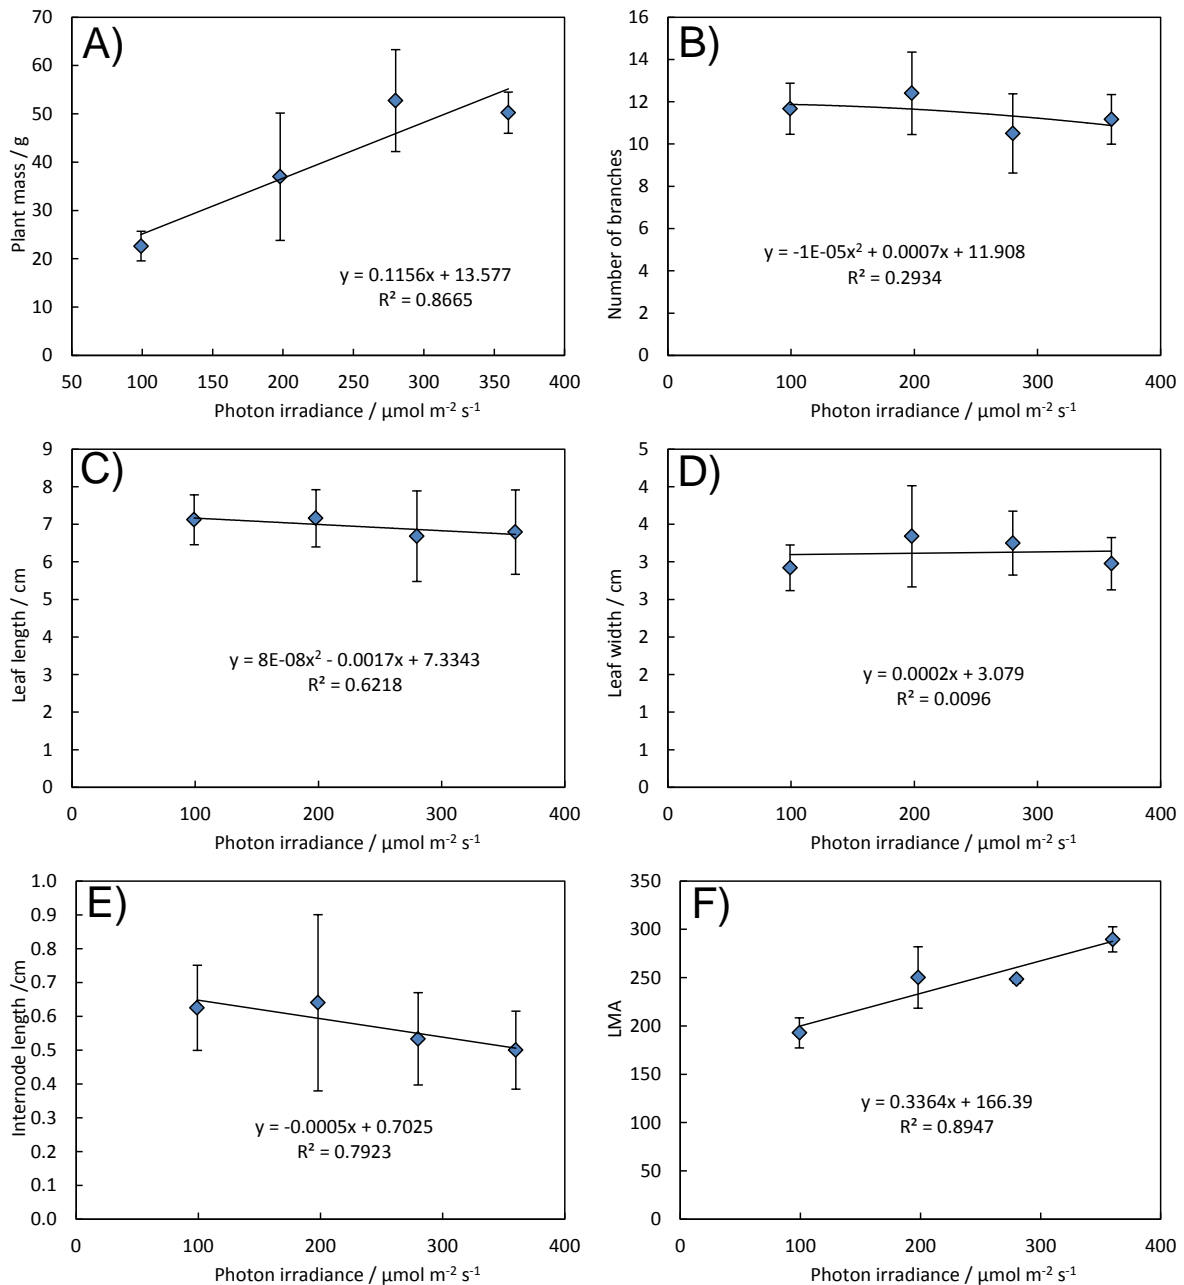 A)
70
60
50
40
30
20
10
0
Plant mass / g
y = 0.1156x + 13.577
R² = 0.8665
50 100 150 200 250 300 350 400
Photon irradiance / µmol m⁻² s⁻¹
B)
16
14
12
10
8
6
4
2
0
Number of branches
y = -1E-05x² + 0.0007x + 11.908
R² = 0.2934
0 100 200 300 400
Photon irradiance / µmol m⁻² s⁻¹
C)
9
8
7
6
5
4
3
2
1
0
Leaf length / cm
y = 8E-08x² - 0.0017x + 7.3343
R² = 0.6218
0 100 200 300 400
Photon irradiance / µmol m⁻² s⁻¹
D)
5
4
4
3
3
2
2
1
1
0
Leaf width / cm
y = 0.0002x + 3.079
R² = 0.0096
0 100 200 300 400
Photon irradiance / µmol m⁻² s⁻¹
E)
1.0
0.9
0.8
0.7
0.6
0.5
0.4
0.3
0.2
0.1
0.0
Internode length /cm
y = -0.0005x + 0.7025
R² = 0.7923
0 100 200 300 400
Photon irradiance / µmol m⁻² s⁻¹
F)
350
300
250
200
150
100
50
0
LMA
y = 0.3364x + 166.39
R² = 0.8947
0 100 200 300 400
Photon irradiance / µmol m⁻² s⁻¹